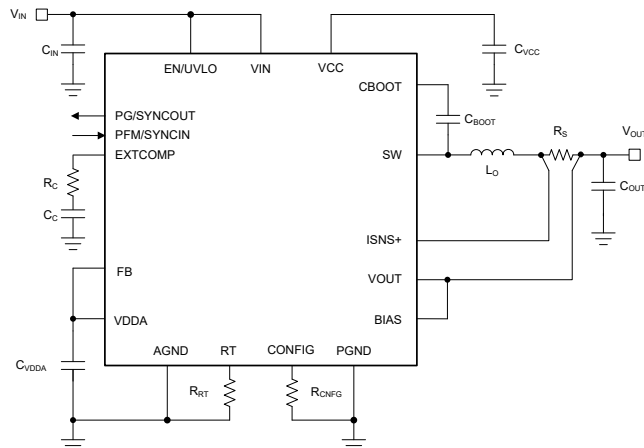 VIN
CIN
EN/UVLO
VIN
VCC
CVCC
CBOOT
CBOOT
PG/SYNCOUT
PFM/SYNCIN
EXTCOMP
SW
LO
RS
VOUT
COUT
RC
CC
ISNS+
FB
VOUT
VDDA
BIAS
CVDDA
AGND
RT
CONFIG
PGND
RRT
RCNFG